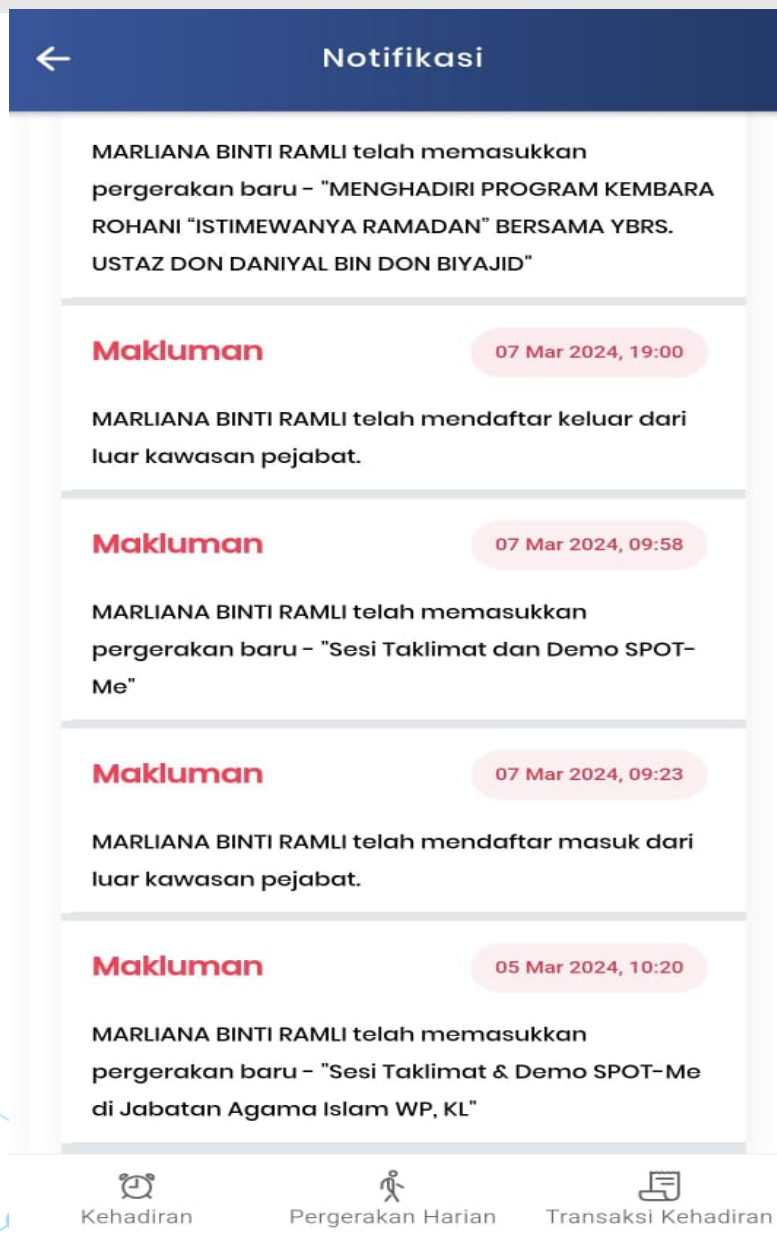 Notifikasi
MARLIANA BINTI RAMLI telah memasukkan
pergerakan baru - "MENGHADIRI PROGRAM KEMBARA
ROHANI “ISTIMEWANYA RAMADAN” BERSAMA YBRS.
USTAZ DON DANIYAL BIN DON BIYAJID"
Makluman 07 Mar 2024, 19:00
MARLIANA BINTI RAMLI telah mendaftar keluar dari
luar kawasan pejabat.
Makluman 07 Mar 2024, 09:58
MARLIANA BINTI RAMLI telah memasukkan
pergerakan baru - "Sesi Taklimat dan Demo SPOT-
Me"
Makluman 07 Mar 2024, 09:23
MARLIANA BINTI RAMLI telah mendaftar masuk dari
luar kawasan pejabat.
Makluman 05 Mar 2024, 10:20
MARLIANA BINTI RAMLI telah memasukkan
pergerakan baru - "Sesi Taklimat & Demo SPOT-Me
di Jabatan Agama Islam WP, KL"
Kehadiran Pergerakan Harian Transaksi Kehadiran